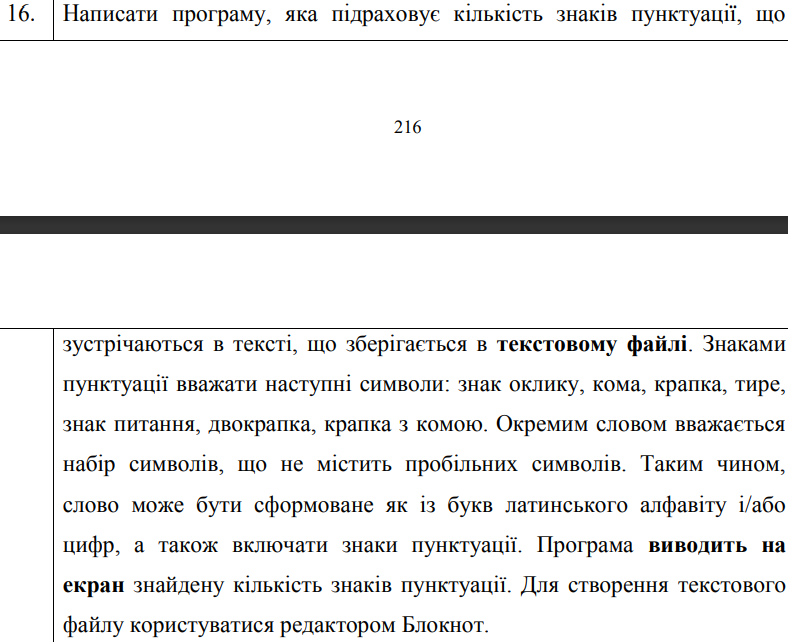 16. Написати програму, яка підраховує кількість знаків пунктуації, що
216
зустрічаються в тексті, що зберігається в текстовому файлі. Знаками
пунктуації вважати наступні символи: знак оклику, кома, крапка, тире,
знак питання, двокрапка, крапка з комою. Окремим словом вважається
набір символів, що не містить пробільних символів. Таким чином,
слово може бути сформоване як із букв латинського алфавіту і/або
цифр, а також включати знаки пунктуації. Програма виводить на
екран знайдену кількість знаків пунктуації. Для створення текстового
файлу користуватися редактором Блокнот.